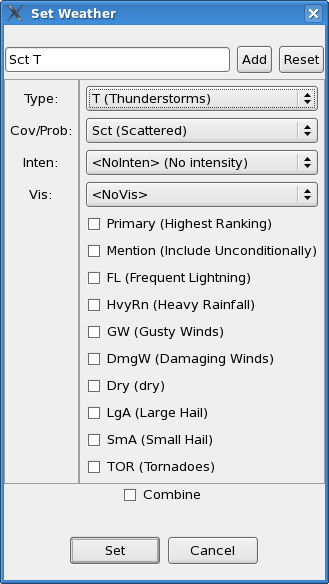 Set Weather
Sct T Add Reset
Type: T (Thunderstorms)
Cov/Prob: Sct (Scattered)
Inten: <NoInten> (No intensity)
Vis: <NoVis>
Primary (Highest Ranking)
Mention (Include Unconditionally)
FL (Frequent Lightning)
HvyRn (Heavy Rainfall)
GW (Gusty Winds)
DmgW (Damaging Winds)
Dry (dry)
LgA (Large Hail)
SmA (Small Hail)
TOR (Tornadoes)
Combine
Set Cancel